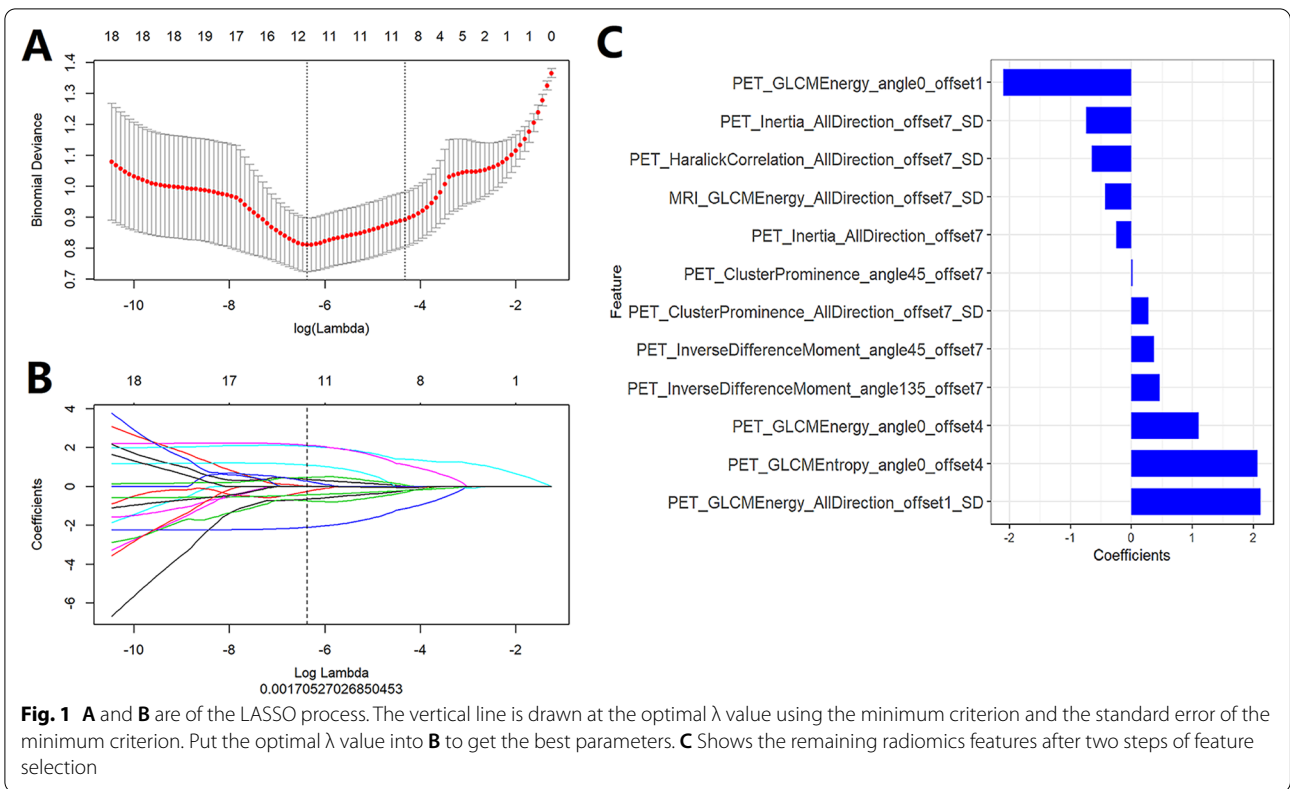 A
18 18 18 19 17 16 12 11 11 11 8 4 5 2 1 1 0
1.4
1.3
1.2
1.1
1.0
0.9
0.8
0.7
Binomial Deviance
-10 -8 -6 -4 -2
log(Lambda)
B
18 17 11 8 1
4
2
0
-2
-4
-6
Coefficients
-10 -8 -6 -4 -2
Log Lambda
0.00170527026850453
C
Feature
PET_GLCMEnergy_angle0_offset1
PET_Inertia_AllDirection_offset7_SD
PET_HaralickCorrelation_AllDirection_offset7_SD
MRI_GLCMEnergy_AllDirection_offset7_SD
PET_Inertia_AllDirection_offset7
PET_ClusterProminence_angle45_offset7
PET_ClusterProminence_AllDirection_offset7_SD
PET_InverseDifferenceMoment_angle45_offset7
PET_InverseDifferenceMoment_angle135_offset7
PET_GLCMEnergy_angle0_offset4
PET_GLCMEntropy_angle0_offset4
PET_GLCMEnergy_AllDirection_offset1_SD
-2 -1 0 1 2
Coefficients
Fig. 1 A and B are of the LASSO process. The vertical line is drawn at the optimal λ value using the minimum criterion and the standard error of the
minimum criterion. Put the optimal λ value into B to get the best parameters. C Shows the remaining radiomics features after two steps of feature
selection